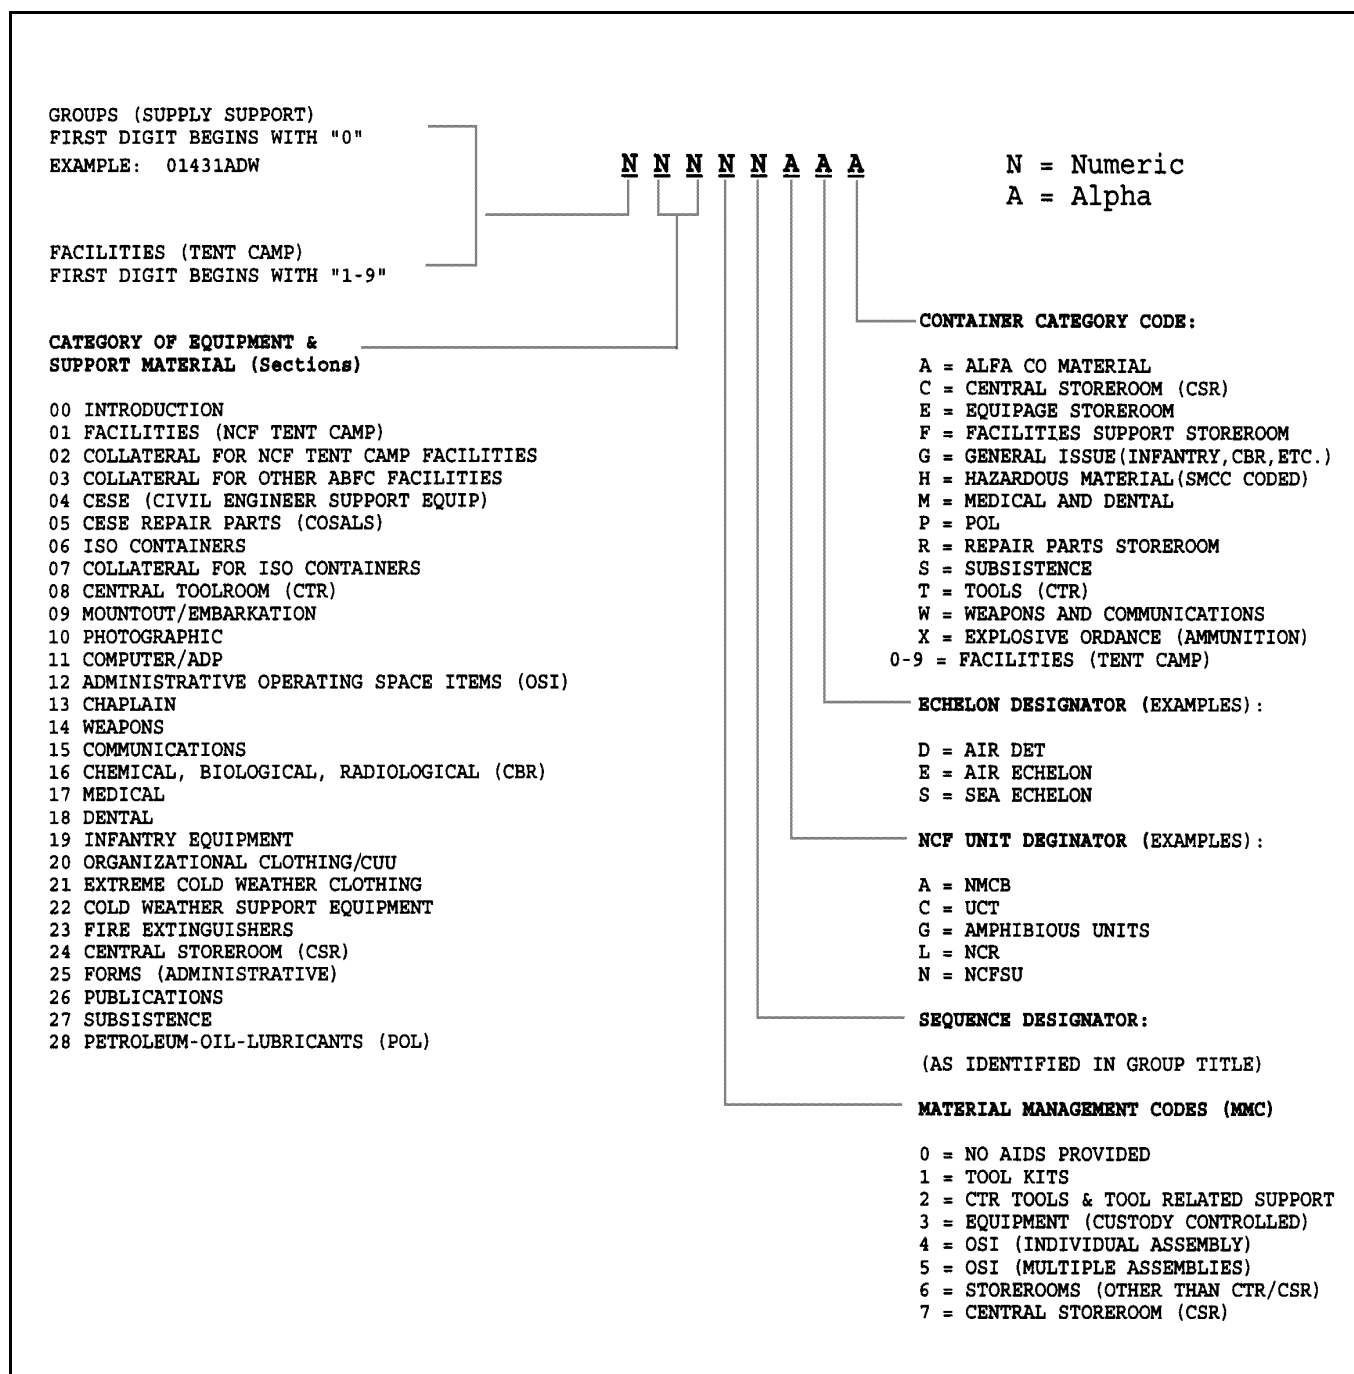 GROUPS (SUPPLY SUPPORT)
FIRST DIGIT BEGINS WITH "0"
EXAMPLE: 01431ADW
N N N N N A A A
N = Numeric
A = Alpha
FACILITIES (TENT CAMP)
FIRST DIGIT BEGINS WITH "1-9"
CATEGORY OF EQUIPMENT &
SUPPORT MATERIAL (Sections)
00 INTRODUCTION
01 FACILITIES (NCF TENT CAMP)
02 COLLATERAL FOR NCF TENT CAMP FACILITIES
03 COLLATERAL FOR OTHER ABFC FACILITIES
04 CESE (CIVIL ENGINEER SUPPORT EQUIP)
05 CESE REPAIR PARTS (COSALS)
06 ISO CONTAINERS
07 COLLATERAL FOR ISO CONTAINERS
08 CENTRAL TOOLROOM (CTR)
09 MOUNTOUT/EMBARKATION
10 PHOTOGRAPHIC
11 COMPUTER/ADP
12 ADMINISTRATIVE OPERATING SPACE ITEMS (OSI)
13 CHAPLAIN
14 WEAPONS
15 COMMUNICATIONS
16 CHEMICAL, BIOLOGICAL, RADIOLOGICAL (CBR)
17 MEDICAL
18 DENTAL
19 INFANTRY EQUIPMENT
20 ORGANIZATIONAL CLOTHING/CUU
21 EXTREME COLD WEATHER CLOTHING
22 COLD WEATHER SUPPORT EQUIPMENT
23 FIRE EXTINGUISHERS
24 CENTRAL STOREROOM (CSR)
25 FORMS (ADMINISTRATIVE)
26 PUBLICATIONS
27 SUBSISTENCE
28 PETROLEUM-OIL-LUBRICANTS (POL)
CONTAINER CATEGORY CODE:
A = ALFA CO MATERIAL
C = CENTRAL STOREROOM (CSR)
E = EQUIPAGE STOREROOM
F = FACILITIES SUPPORT STOREROOM
G = GENERAL ISSUE(INFANTRY,CBR,ETC.)
H = HAZARDOUS MATERIAL(SMCC CODED)
M = MEDICAL AND DENTAL
P = POL
R = REPAIR PARTS STOREROOM
S = SUBSISTENCE
T = TOOLS (CTR)
W = WEAPONS AND COMMUNICATIONS
X = EXPLOSIVE ORDANCE (AMMUNITION)
0-9 = FACILITIES (TENT CAMP)
ECHELON DESIGNATOR (EXAMPLES):
D = AIR DET
E = AIR ECHELON
S = SEA ECHELON
NCF UNIT DEGINATOR (EXAMPLES):
A = NMCB
C = UCT
G = AMPHIBIOUS UNITS
L = NCR
N = NCFSU
SEQUENCE DESIGNATOR:
(AS IDENTIFIED IN GROUP TITLE)
MATERIAL MANAGEMENT CODES (MMC)
0 = NO AIDS PROVIDED
1 = TOOL KITS
2 = CTR TOOLS & TOOL RELATED SUPPORT
3 = EQUIPMENT (CUSTODY CONTROLLED)
4 = OSI (INDIVIDUAL ASSEMBLY)
5 = OSI (MULTIPLE ASSEMBLIES)
6 = STOREROOMS (OTHER THAN CTR/CSR)
7 = CENTRAL STOREROOM (CSR)